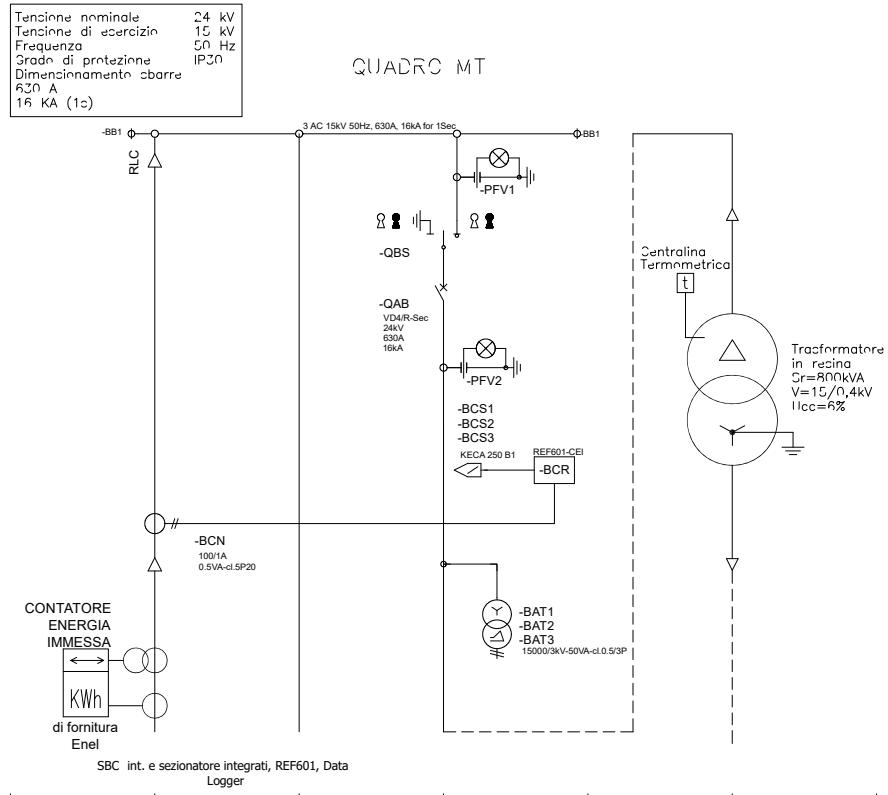 Tensione nominale 24 kV
Tensione di esercizio 15 kV
Frequenza 50 Hz
Grado di protezione IP30
Dimensionamento sbarre
630 A
16 KA (1s)
QUADRO MT
-BB1
3 AC 15kV 50Hz, 630A, 16kA for 1Sec
-BB1
RLC
-PFV1
-QBS
-QAB
VD4/R-Sec
24kV
630A
16kA
-PFV2
-BCS1
-BCS2
-BCS3
KECA 250 B1
REF601-CEI
-BCR
-BCN
100/1A
0.5VA-cl.5P20
-BAT1
-BAT2
-BAT3
15000/3kV-50VA-cl.0.5/3P
Centralina
Termometrica
t
Trasformatore
in resina
Sr=800kVA
V=15/0,4kV
Ucc=6%
CONTATORE
ENERGIA
IMMESSA
KWh
di fornitura
Enel
SBC int. e sezionatore integrati, REF601, Data
Logger